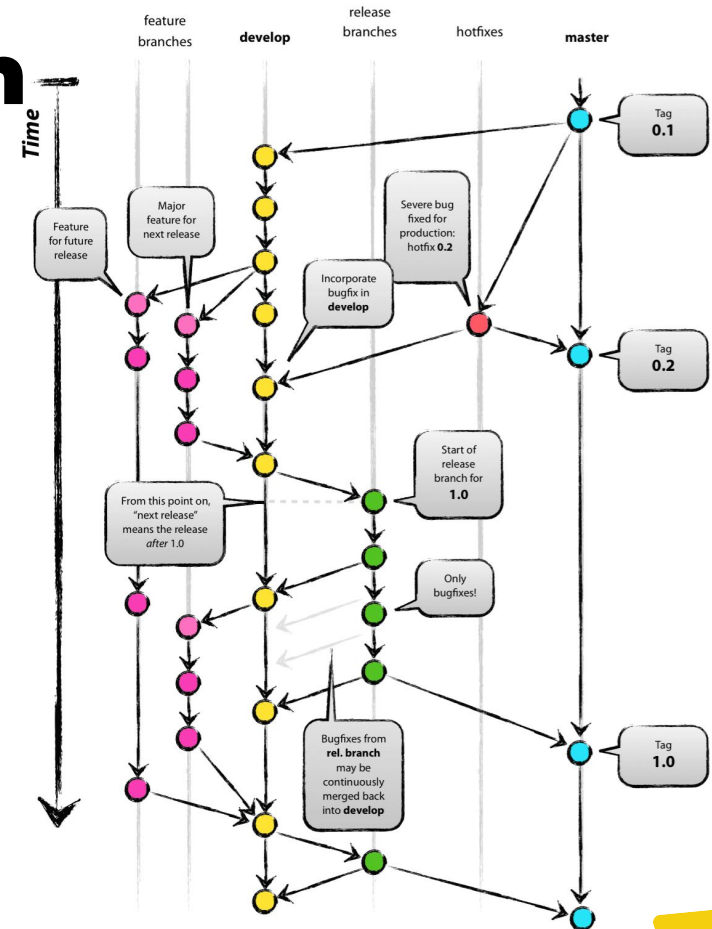 feature
branches
develop
release
branches
hotfixes
master
Time
Tag
0.1
Feature
for future
release
Major
feature for
next release
Severe bug
fixed for
production:
hotfix 0.2
Incorporate
bugfix in
develop
Tag
0.2
Start of
release
branch for
1.0
From this point on,
"next release"
means the release
after 1.0
Only
bugfixes!
Bugfixes from
rel. branch
may be
continuously
merged back
into develop
Tag
1.0